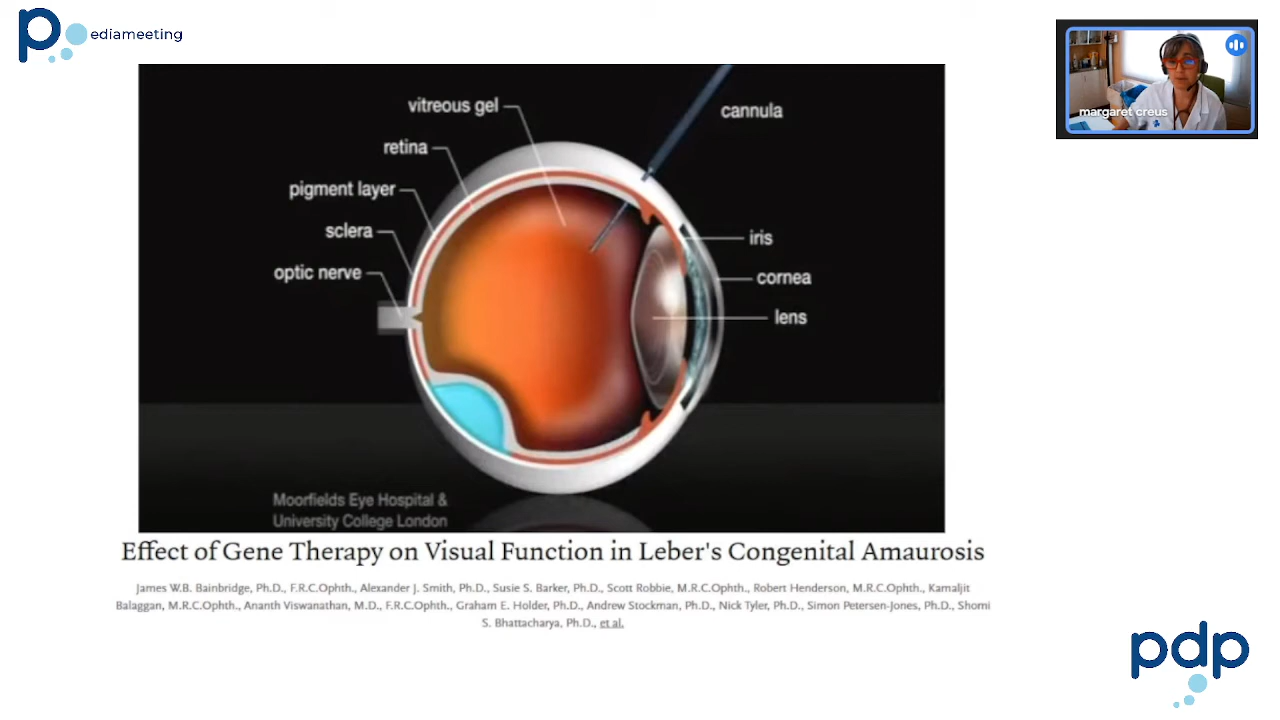 pediameeting
margaret creus
vitreous gel
cannula
retina
pigment layer
sclera
iris
optic nerve
cornea
lens
Moorfields Eye Hospital &
University College London
Effect of Gene Therapy on Visual Function in Leber's Congenital Amaurosis
James W.B. Bainbridge, Ph.D., F.R.C.Ophth., Alexander J. Smith, Ph.D., Susie S. Barker, Ph.D., Scott Robbie, M.R.C.Ophth., Robert Henderson, M.R.C.Ophth., Kamaljit
Balaggan, M.R.C.Ophth., Ananth Viswanathan, M.D., F.R.C.Ophth., Graham E. Holder, Ph.D., Andrew Stockman, Ph.D., Nick Tyler, Ph.D., Simon Petersen-Jones, Ph.D., Shomi
S. Bhattacharya, Ph.D., et al.
pdp